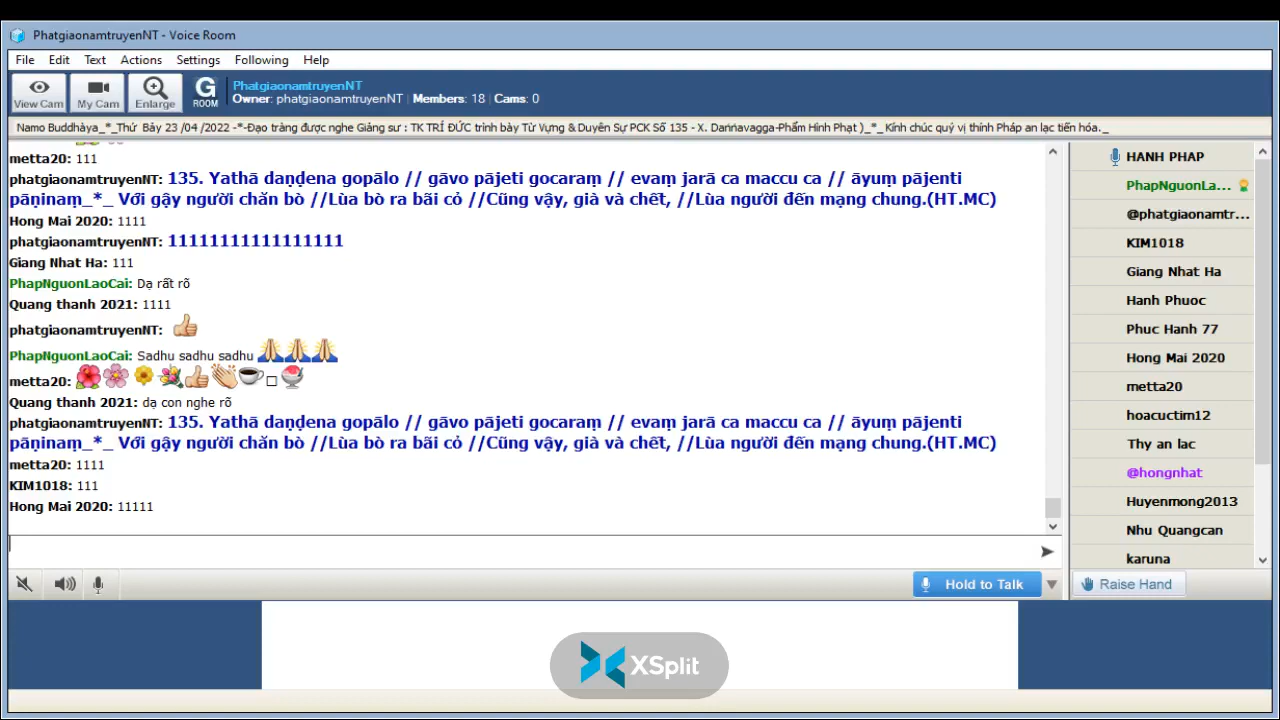 PhatgiaonamtruyenNT - Voice Room
File Edit Text Actions Settings Following Help
View Cam My Cam Enlarge G ROOM
PhatgiaonamtruyenNT
Owner: phatgiaonamtruyenNT | Members: 18 | Cams: 0
Namo Buddhàya_*_Thứ Bảy 23 /04 /2022 -*-Đạo tràng được nghe Giảng sư : TK TRÍ ĐỨC trình bày Từ Vựng & Duyên Sự PCK Số 135 - X. Daṇṇavagga-Phẩm Hình Phạt )_*_ Kính chúc quý vị thính Pháp an lạc tiến hóa._
metta20: 111
phatgiaonamtruyenNT: 135. Yathā daṇḍena gopālo // gāvo pājeti gocaraṃ // evaṃ jarā ca maccu ca // āyuṃ pājenti
pāṇinaṃ_*_ Với gậy người chăn bò //Lùa bò ra bãi cỏ //Cũng vậy, già và chết, //Lùa người đến mạng chung.(HT.MC)
Hong Mai 2020: 1111
phatgiaonamtruyenNT: 11111111111111111
Giang Nhat Ha: 111
PhapNguonLaoCai: Dạ rất rõ
Quang thanh 2021: 1111
phatgiaonamtruyenNT:
PhapNguonLaoCai: Sadhu sadhu sadhu
metta20:
Quang thanh 2021: dạ con nghe rõ
phatgiaonamtruyenNT: 135. Yathā daṇḍena gopālo // gāvo pājeti gocaraṃ // evaṃ jarā ca maccu ca // āyuṃ pājenti
pāṇinaṃ_*_ Với gậy người chăn bò //Lùa bò ra bãi cỏ //Cũng vậy, già và chết, //Lùa người đến mạng chung.(HT.MC)
metta20: 1111
KIM1018: 111
Hong Mai 2020: 11111
HANH PHAP
PhapNguonLa...
@phatgiaonamtr...
KIM1018
Giang Nhat Ha
Hanh Phuoc
Phuc Hanh 77
Hong Mai 2020
metta20
hoacuctim12
Thy an lac
@hongnhat
Huyenmong2013
Nhu Quangcan
karuna
Hold to Talk
Raise Hand
XSplit